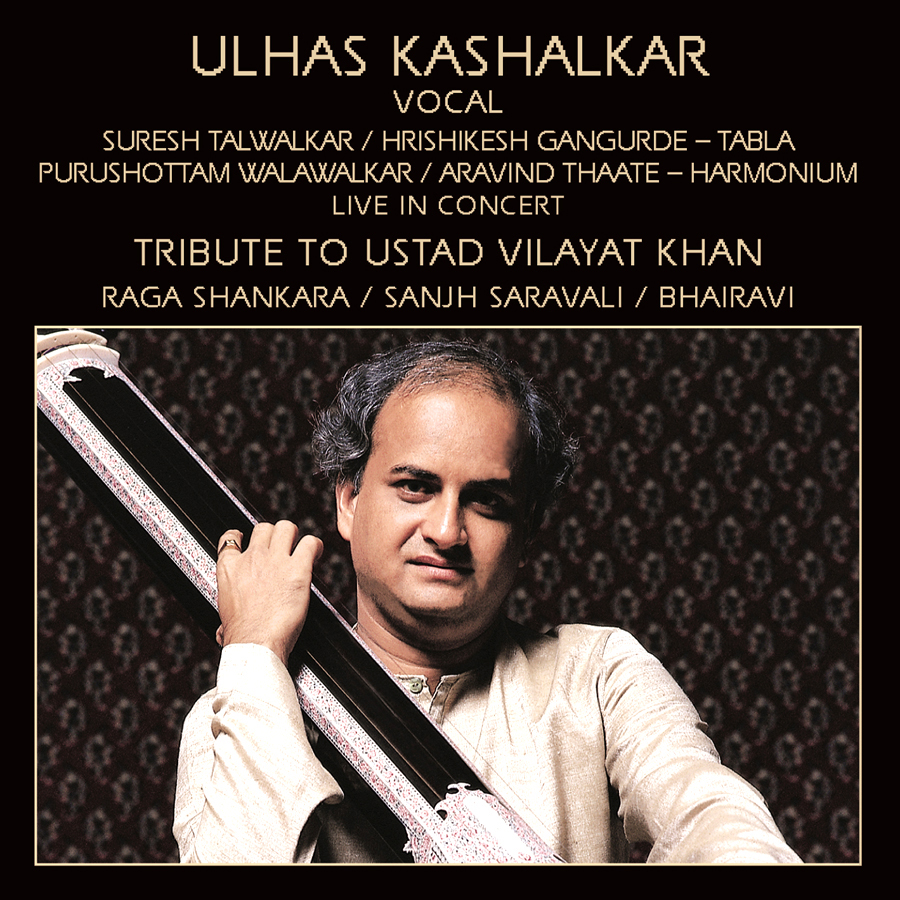 ULHAS KASHALKAR
VOCAL
SURESH TALWALKAR / HRISHIKESH GANGURDE – TABLA
PURUSHOTTAM WALAWALKAR / ARAVIND THAATE – HARMONIUM
LIVE IN CONCERT
TRIBUTE TO USTAD VILAYAT KHAN
RAGA SHANKARA / SANJH SARAVALI / BHAIRAVI